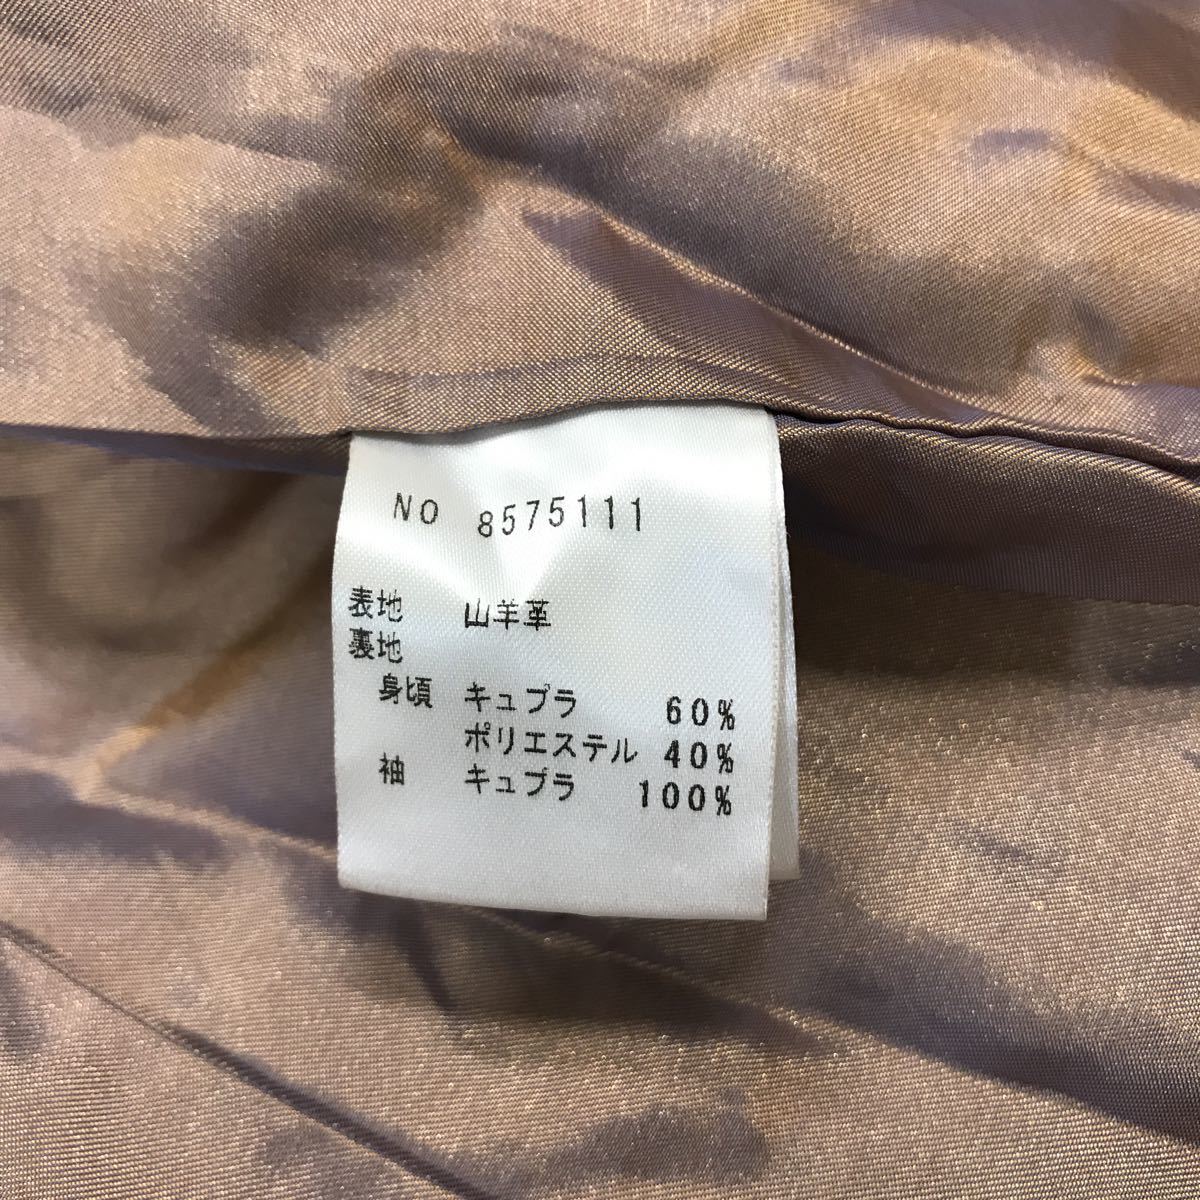 NO 8575111
表地 山羊革
裏地
身頃 キュプラ 60%
ポリエステル 40%
袖 キュプラ 100%